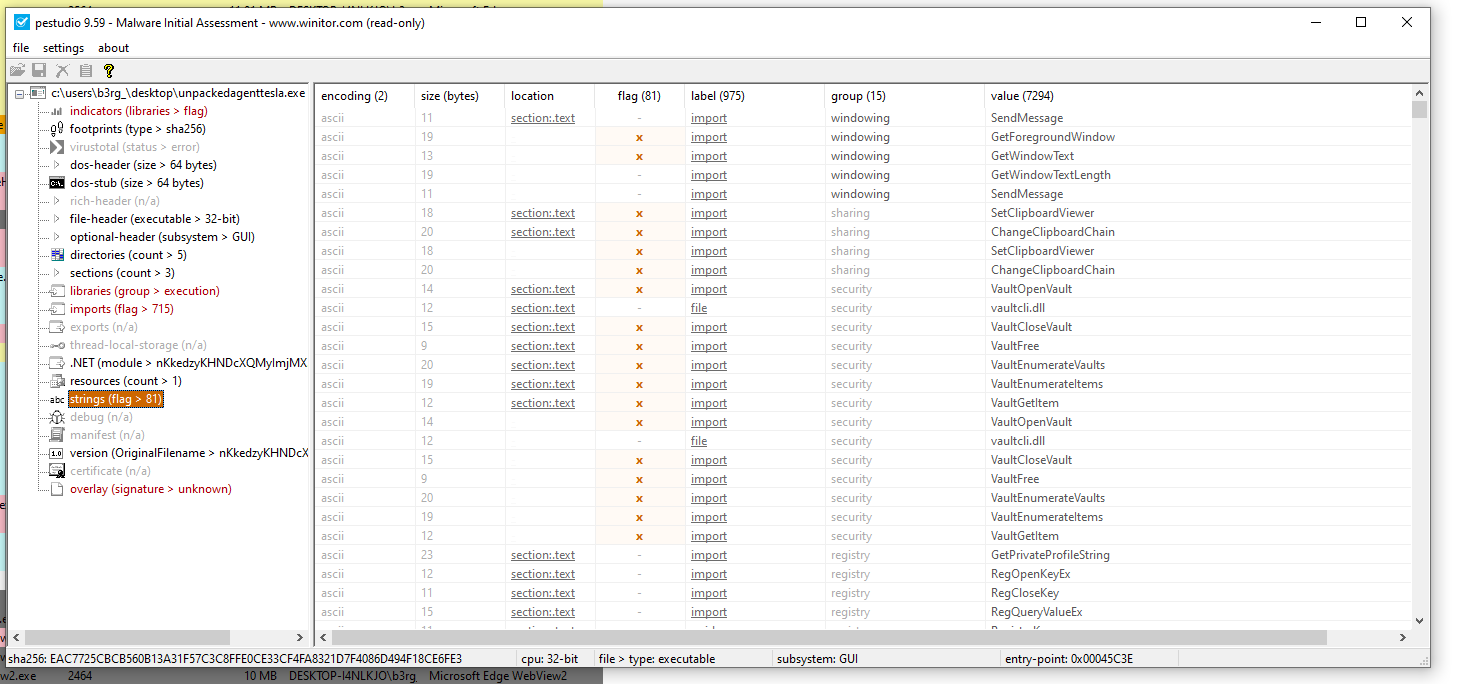 pestudio 9.59 - Malware Initial Assessment - www.winitor.com (read-only)
file settings about
c:\users\b3rg_\desktop\unpackedagenttesla.exe
indicators (libraries > flag)
footprints (type > sha256)
virustotal (status > error)
dos-header (size > 64 bytes)
dos-stub (size > 64 bytes)
rich-header (n/a)
file-header (executable > 32-bit)
optional-header (subsystem > GUI)
directories (count > 5)
sections (count > 3)
libraries (group > execution)
imports (flag > 715)
exports (n/a)
thread-local-storage (n/a)
.NET (module > nKkedzyKHNDcXQMyImjMX
resources (count > 1)
abc strings (flag > 81)
debug (n/a)
manifest (n/a)
1.0 version (OriginalFilename > nKkedzyKHNDcX
certificate (n/a)
overlay (signature > unknown)
encoding (2) size (bytes) location flag (81) label (975) group (15) value (7294)
ascii 11 section:.text - import windowing SendMessage
ascii 19 x import windowing GetForegroundWindow
ascii 13 x import windowing GetWindowText
ascii 19 - import windowing GetWindowTextLength
ascii 11 - import windowing SendMessage
ascii 18 section:.text x import sharing SetClipboardViewer
ascii 20 section:.text x import sharing ChangeClipboardChain
ascii 18 x import sharing SetClipboardViewer
ascii 20 x import sharing ChangeClipboardChain
ascii 14 section:.text x import security VaultOpenVault
ascii 12 section:.text - file security vaultcli.dll
ascii 15 section:.text x import security VaultCloseVault
ascii 9 section:.text x import security VaultFree
ascii 20 section:.text x import security VaultEnumerateVaults
ascii 19 section:.text x import security VaultEnumerateItems
ascii 12 section:.text x import security VaultGetItem
ascii 14 x import security VaultOpenVault
ascii 12 - file security vaultcli.dll
ascii 15 x import security VaultCloseVault
ascii 9 x import security VaultFree
ascii 20 x import security VaultEnumerateVaults
ascii 19 x import security VaultEnumerateItems
ascii 12 x import security VaultGetItem
ascii 23 section:.text - import registry GetPrivateProfileString
ascii 12 section:.text - import registry RegOpenKeyEx
ascii 11 section:.text - import registry RegCloseKey
ascii 15 section:.text - import registry RegQueryValueEx
sha256: EAC7725CBCB560B13A31F57C3C8FFE0CE33CF4FA8321D7F4086D494F18CE6FE3 cpu: 32-bit file > type: executable subsystem: GUI entry-point: 0x00045C3E
w2.exe 2464 10 MB DESKTOP-I4NLKJO\b3rg_ Microsoft Edge WebView2